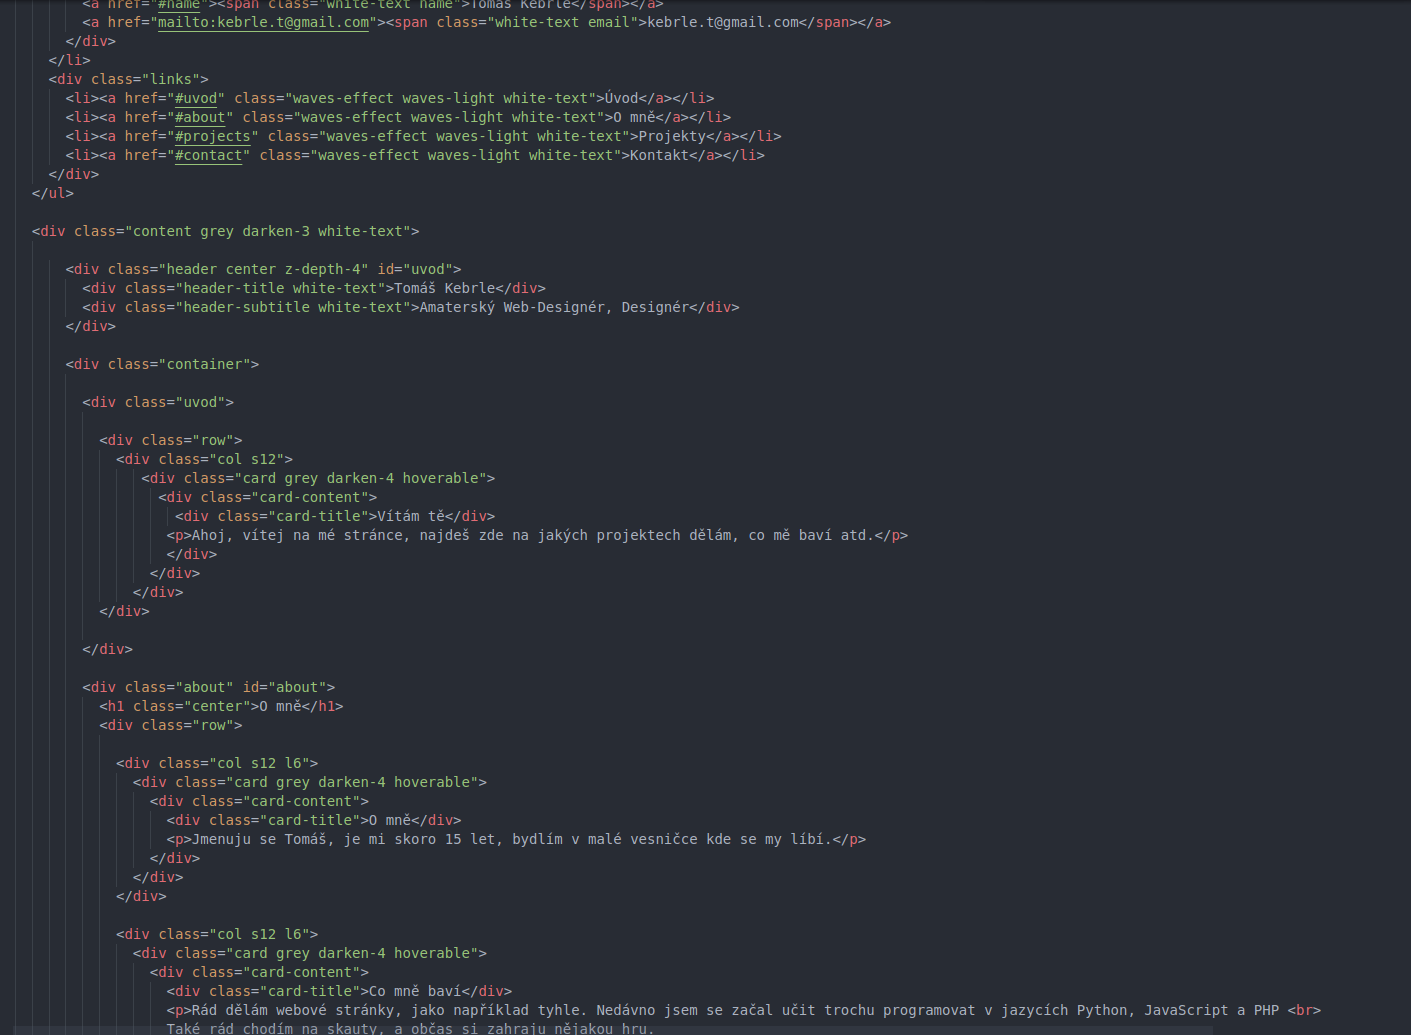 <a href="#name"><span class="white-text name">Tomáš Kebrle</span></a>
<a href="mailto:kebrle.t@gmail.com"><span class="white-text email">kebrle.t@gmail.com</span></a>
</div>
</li>
<div class="links">
<li><a href="#uvod" class="waves-effect waves-light white-text">Úvod</a></li>
<li><a href="#about" class="waves-effect waves-light white-text">O mně</a></li>
<li><a href="#projects" class="waves-effect waves-light white-text">Projekty</a></li>
<li><a href="#contact" class="waves-effect waves-light white-text">Kontakt</a></li>
</div>
</ul>
<div class="content grey darken-3 white-text">
<div class="header center z-depth-4" id="uvod">
<div class="header-title white-text">Tomáš Kebrle</div>
<div class="header-subtitle white-text">Amaterský Web-Designér, Designér</div>
</div>
<div class="container">
<div class="uvod">
<div class="row">
<div class="col s12">
<div class="card grey darken-4 hoverable">
<div class="card-content">
<div class="card-title">Vítám tě</div>
<p>Ahoj, vítej na mé stránce, najdeš zde na jakých projektech dělám, co mě baví atd.</p>
</div>
</div>
</div>
</div>
</div>
<div class="about" id="about">
<h1 class="center">O mně</h1>
<div class="row">
<div class="col s12 l6">
<div class="card grey darken-4 hoverable">
<div class="card-content">
<div class="card-title">O mně</div>
<p>Jmenuju se Tomáš, je mi skoro 15 let, bydlím v malé vesničce kde se my líbí.</p>
</div>
</div>
</div>
<div class="col s12 l6">
<div class="card grey darken-4 hoverable">
<div class="card-content">
<div class="card-title">Co mně baví</div>
<p>Rád dělám webové stránky, jako například tyhle. Nedávno jsem se začal učit trochu programovat v jazycích Python, JavaScript a PHP <br>
Také rád chodím na skauty, a občas si zahraju nějakou hru.